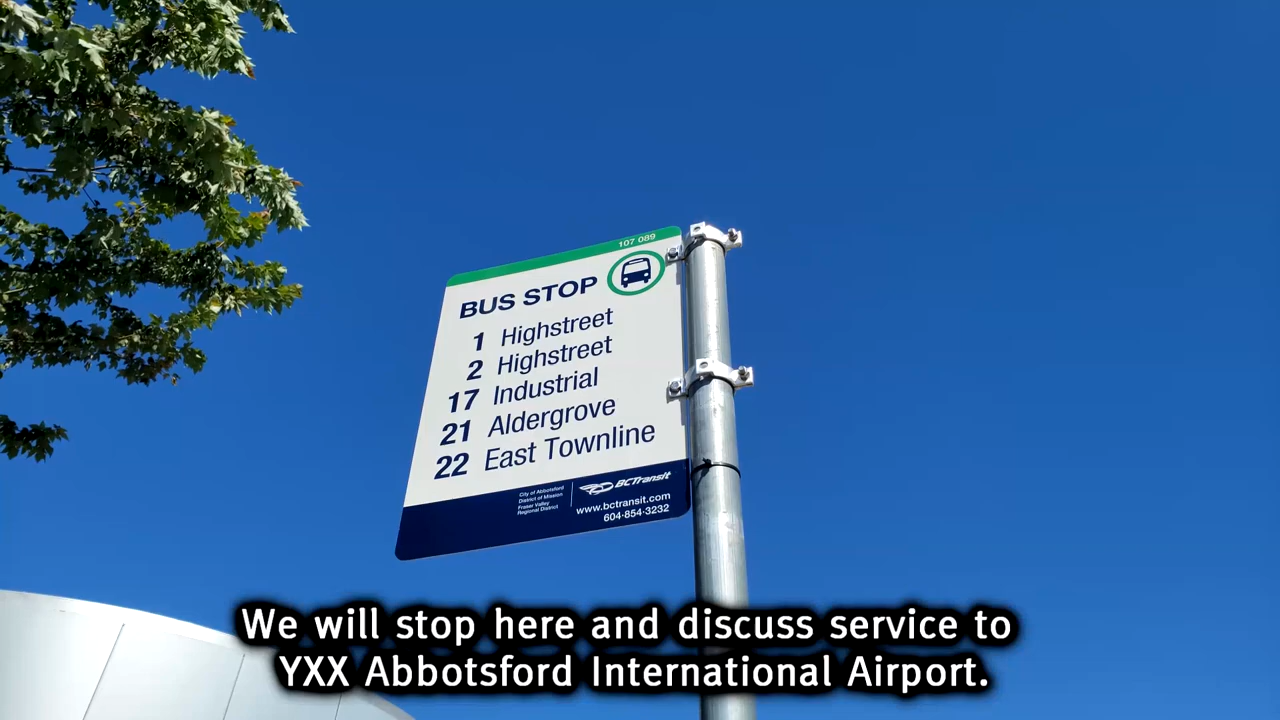 107 089
BUS STOP
1 Highstreet
2 Highstreet
17 Industrial
21 Aldergrove
22 East Townline
City of Abbotsford
District of Mission
Fraser Valley
Regional District
BCTransit
www.bctransit.com
604·854·3232
We will stop here and discuss service to
YXX Abbotsford International Airport.